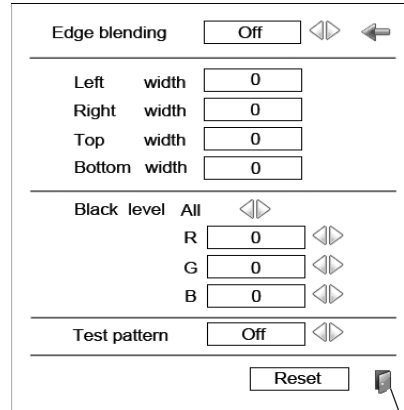 Edge blending Off
Left width 0
Right width 0
Top width 0
Bottom width 0
Black level All
R 0
G 0
B 0
Test pattern Off
Reset